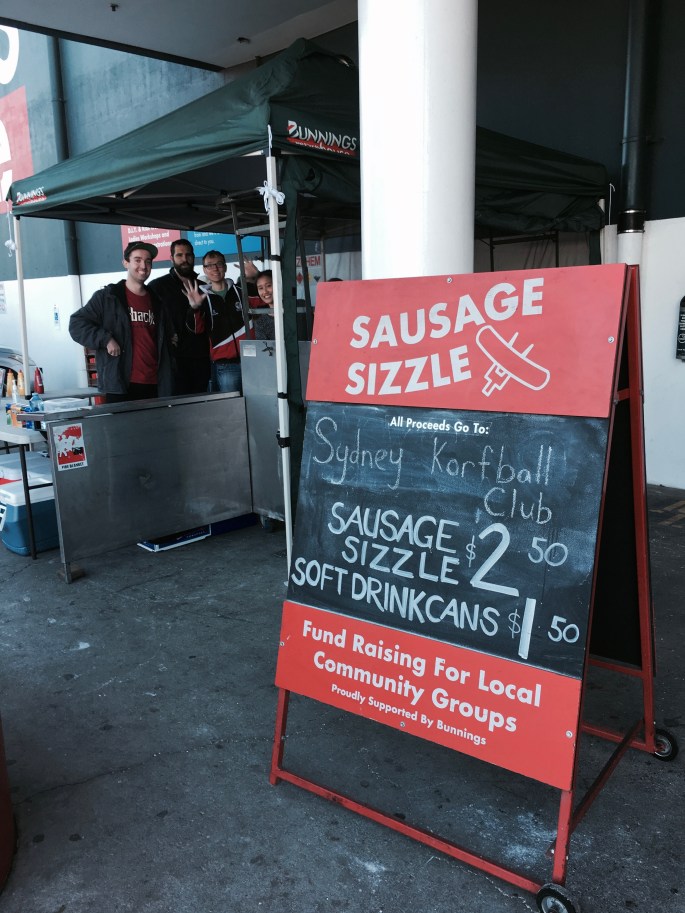 BUNNINGS
BUNNINGS
SAUSAGE
SIZZLE
All Proceeds Go To:
Sydney Korfball
Club
SAUSAGE
SIZZLE $2.50
SOFT DRINKCANS $1.50
Fund Raising For Local
Community Groups
Proudly Supported By Bunnings